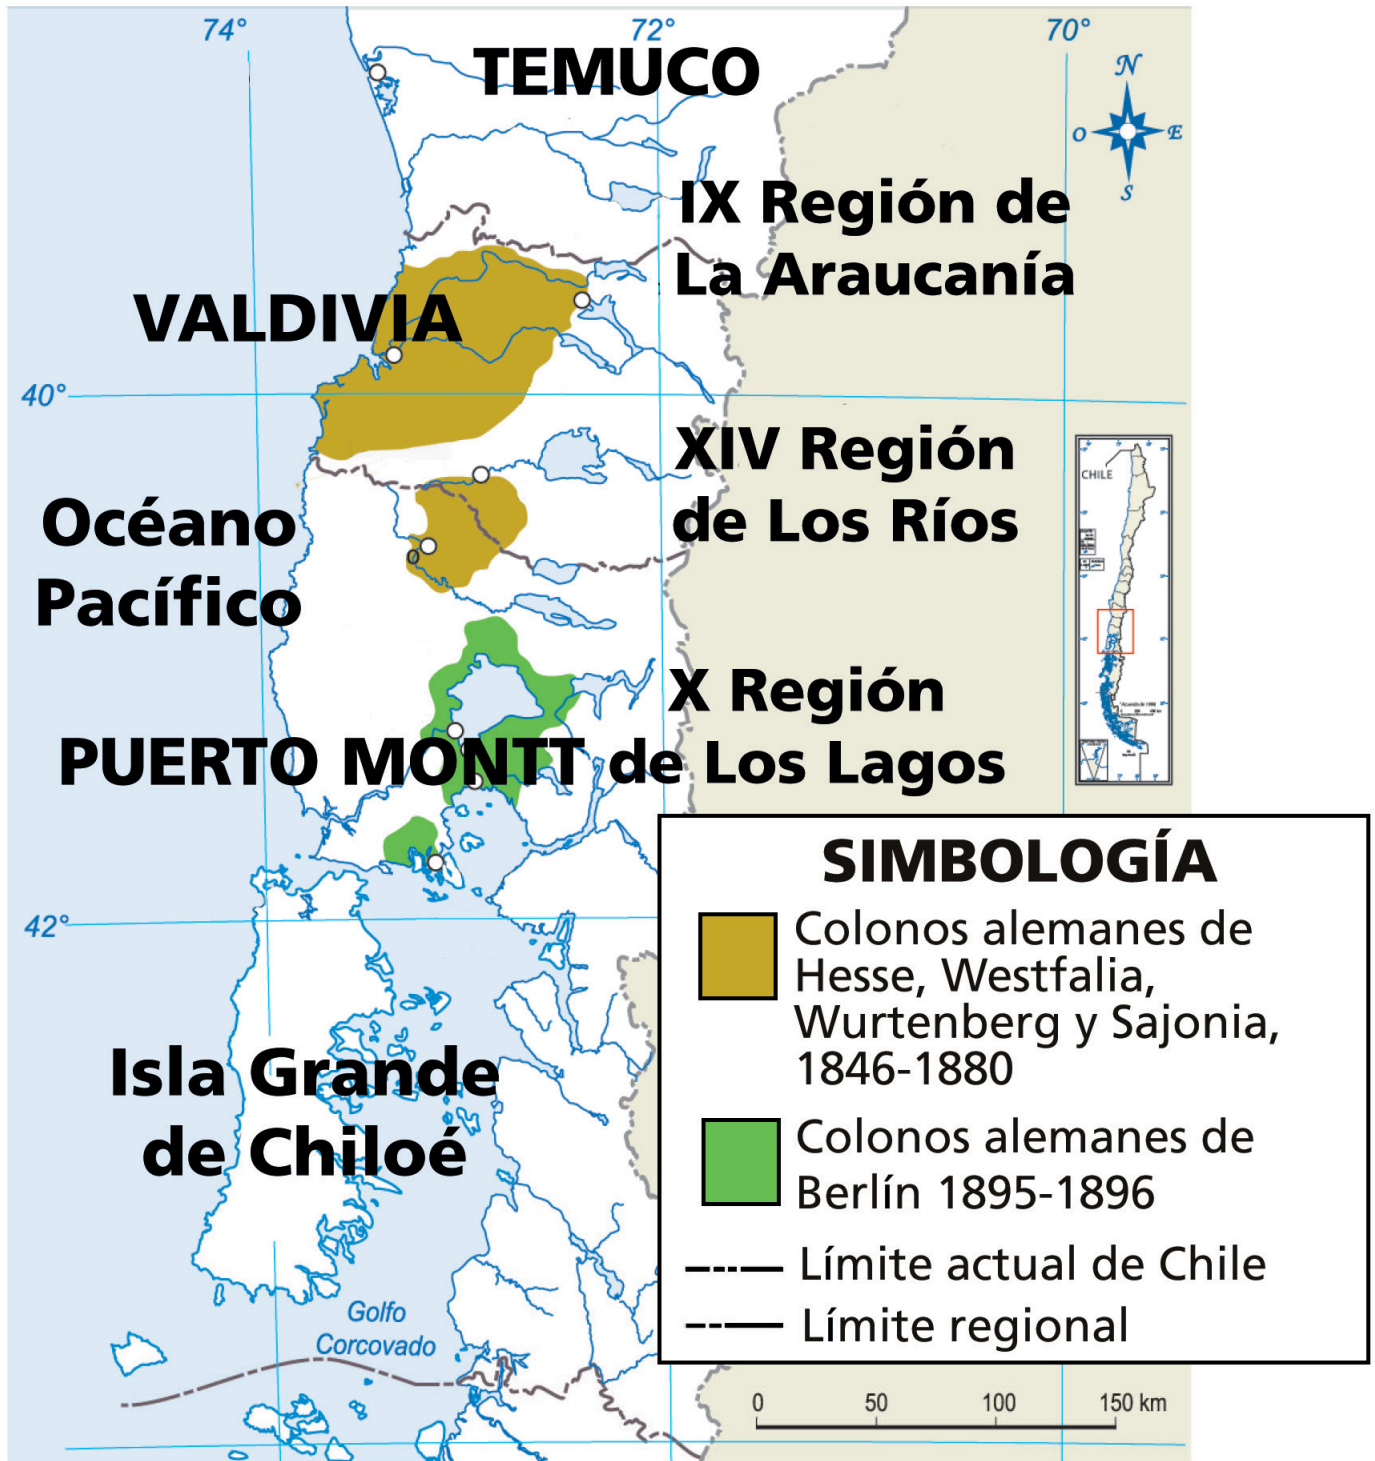 74°
72°
70°
TEMUCO
N
O
E
S
IX Región de
La Araucanía
VALDIVIA
40°
XIV Región
de Los Ríos
CHILE
Océano
Pacífico
X Región
de Los Lagos
PUERTO MONTT
42°
Isla Grande
de Chiloé
Golfo
Corcovado
SIMBOLOGÍA
Colonos alemanes de
Hesse, Westfalia,
Wurtenberg y Sajonia,
1846-1880
Colonos alemanes de
Berlín 1895-1896
Límite actual de Chile
Límite regional
0 50 100 150 km